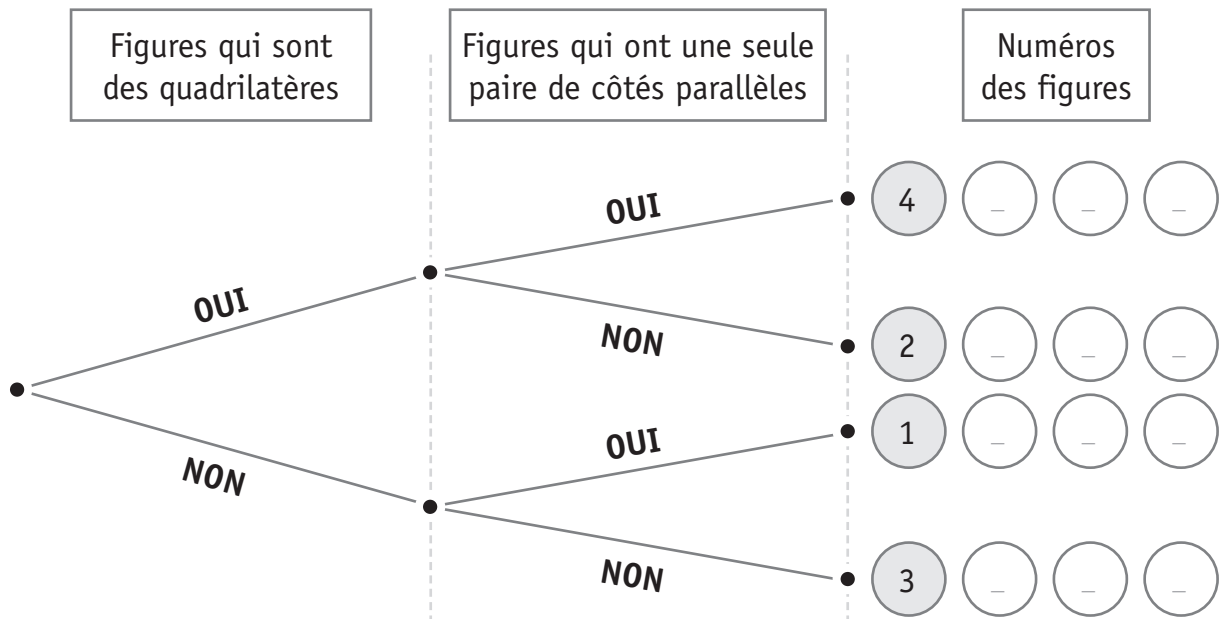 Figures qui sont
des quadrilatères
Figures qui ont une seule
paire de côtés parallèles
Numéros
des figures
OUI
4 _ _ _
OUI
NON
2 _ _ _
OUI
1 _ _ _
NON
NON
3 _ _ _